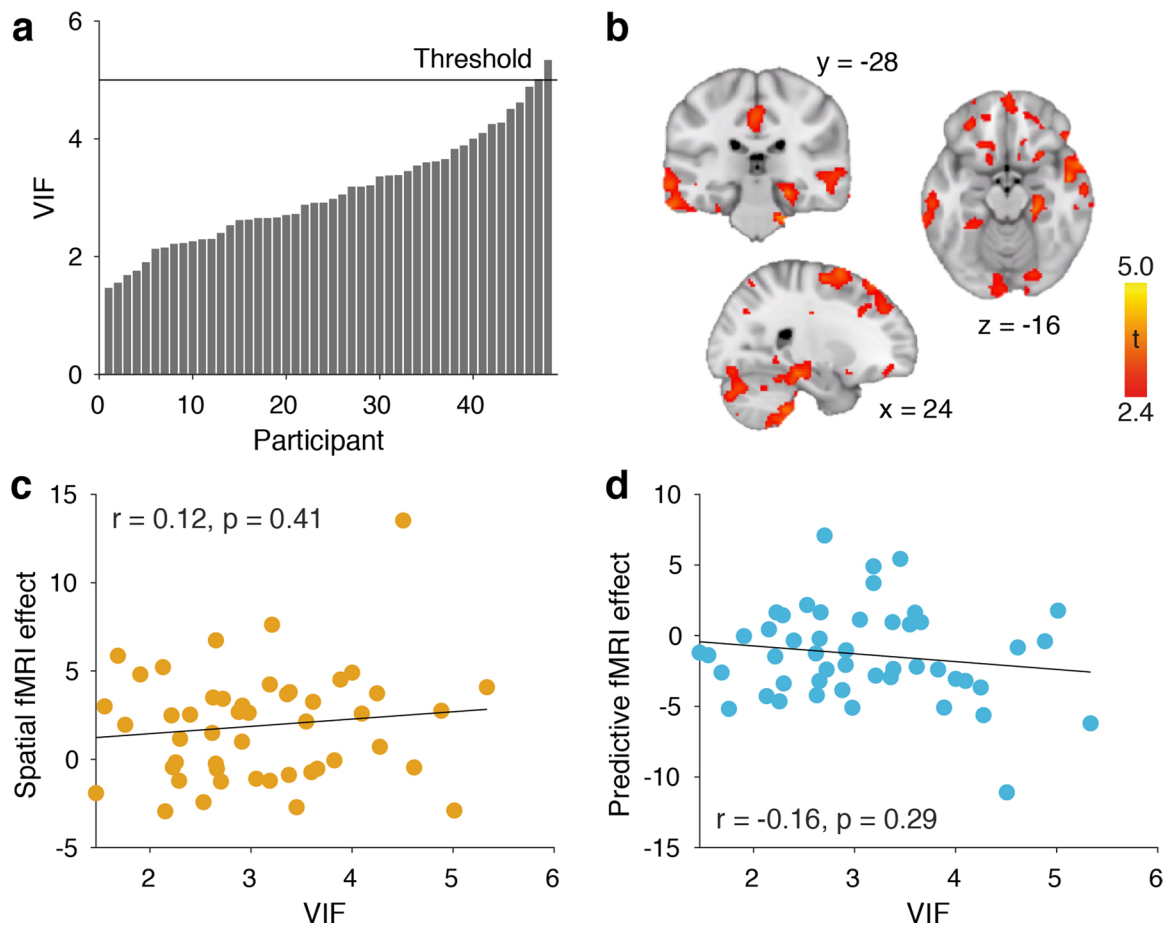 a
6
4
2
0
VIF
Threshold
0 10 20 30 40
Participant
b
y = -28
z = -16
x = 24
5.0
t
2.4
c
15
10
5
0
-5
Spatial fMRI effect
r = 0.12, p = 0.41
2 3 4 5 6
VIF
d
10
5
0
-5
-10
-15
Predictive fMRI effect
r = -0.16, p = 0.29
2 3 4 5 6
VIF